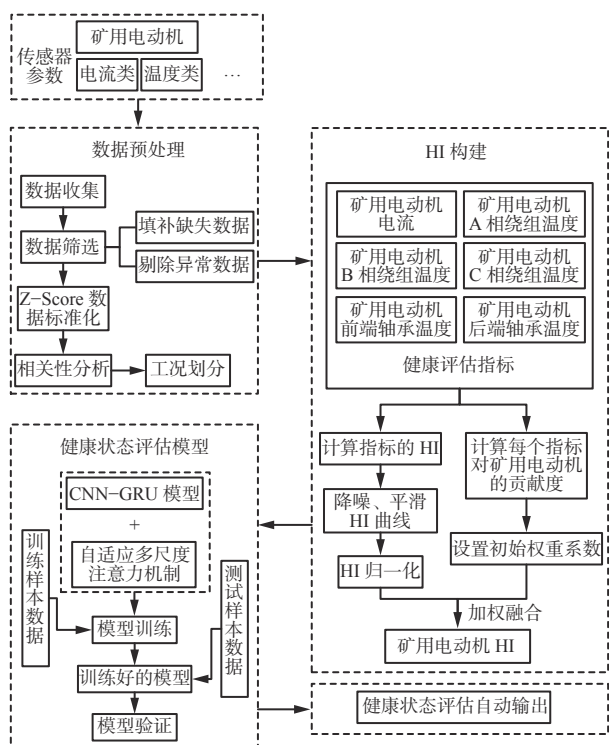 传感器
参数
矿用电动机
电流类
温度类
…
数据预处理
数据收集
数据筛选
填补缺失数据
剔除异常数据
Z−Score 数
据标准化
相关性分析
工况划分
HI 构建
矿用电动机
电流
矿用电动机
A 相绕组温度
矿用电动机
B 相绕组温度
矿用电动机
C 相绕组温度
矿用电动机
前端轴承温度
矿用电动机
后端轴承温度
健康评估指标
计算指标的 HI
降噪、平滑
HI 曲线
HI 归一化
计算每个指标
对矿用电动机
的贡献度
设置初始权重系数
加权融合
矿用电动机 HI
健康状态评估模型
CNN−GRU 模型
+
自适应多尺度
注意力机制
训练样本数据
测试样本数据
模型训练
训练好的模型
模型验证
健康状态评估自动输出